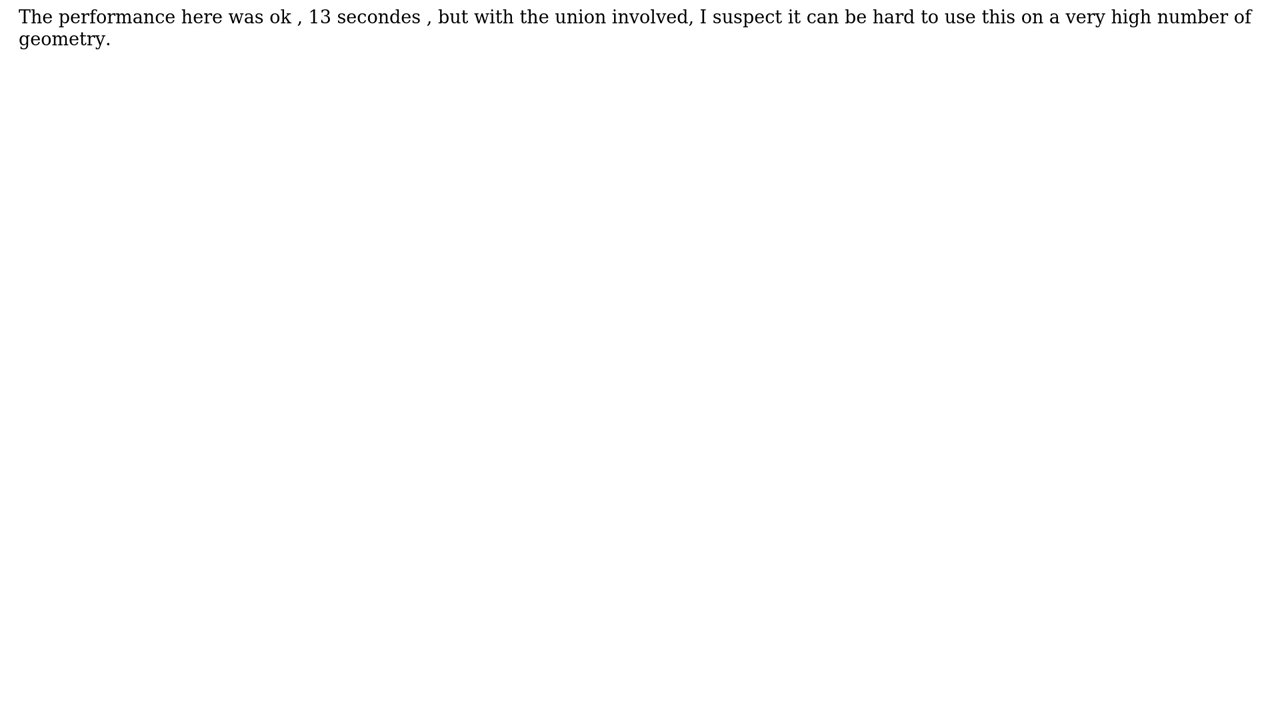 The performance here was ok , 13 secondes , but with the union involved, I suspect it can be hard to use this on a very high number of
geometry.